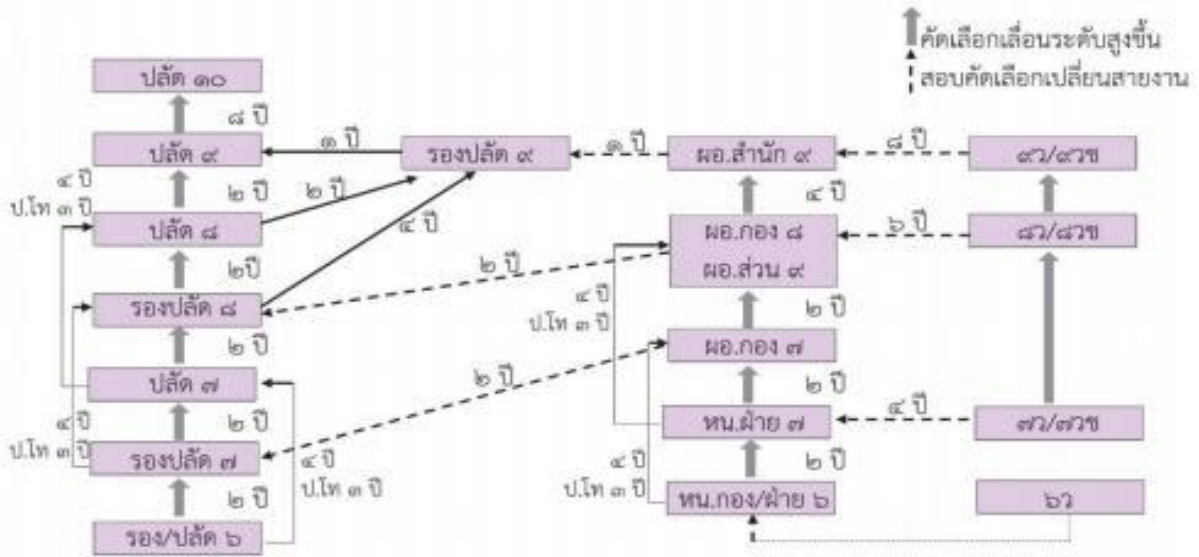 คัดเลือกเลื่อนระดับสูงขึ้น
สอบคัดเลือกเปลี่ยนสายงาน
ปลัด ๑๐
๘ ปี
ปลัด ๙
๑ ปี
รองปลัด ๙
๑ ปี
ผอ.สำนัก ๙
๘ ปี
๙ว/๙วช
๔ ปี
ป.โท ๓ ปี
๒ ปี
๒ ปี
๔ ปี
๔ ปี
ปลัด ๘
ผอ.กอง ๘
ผอ.ส่วน ๙
๖ ปี
๘ว/๘วช
๒ปี
๒ ปี
รองปลัด ๘
๔ ปี
ป.โท ๓ ปี
๒ ปี
๒ ปี
ผอ.กอง ๗
ปลัด ๗
๒ ปี
๒ ปี
๔ ปี
ป.โท ๓ ปี
๒ ปี
หน.ฝ่าย ๗
๔ ปี
๗ว/๗วช
รองปลัด ๗
๔ ปี
ป.โท ๓ ปี
๒ ปี
๔ ปี
ป.โท ๓ ปี
๒ ปี
หน.กอง/ฝ่าย ๖
๖ว
รอง/ปลัด ๖